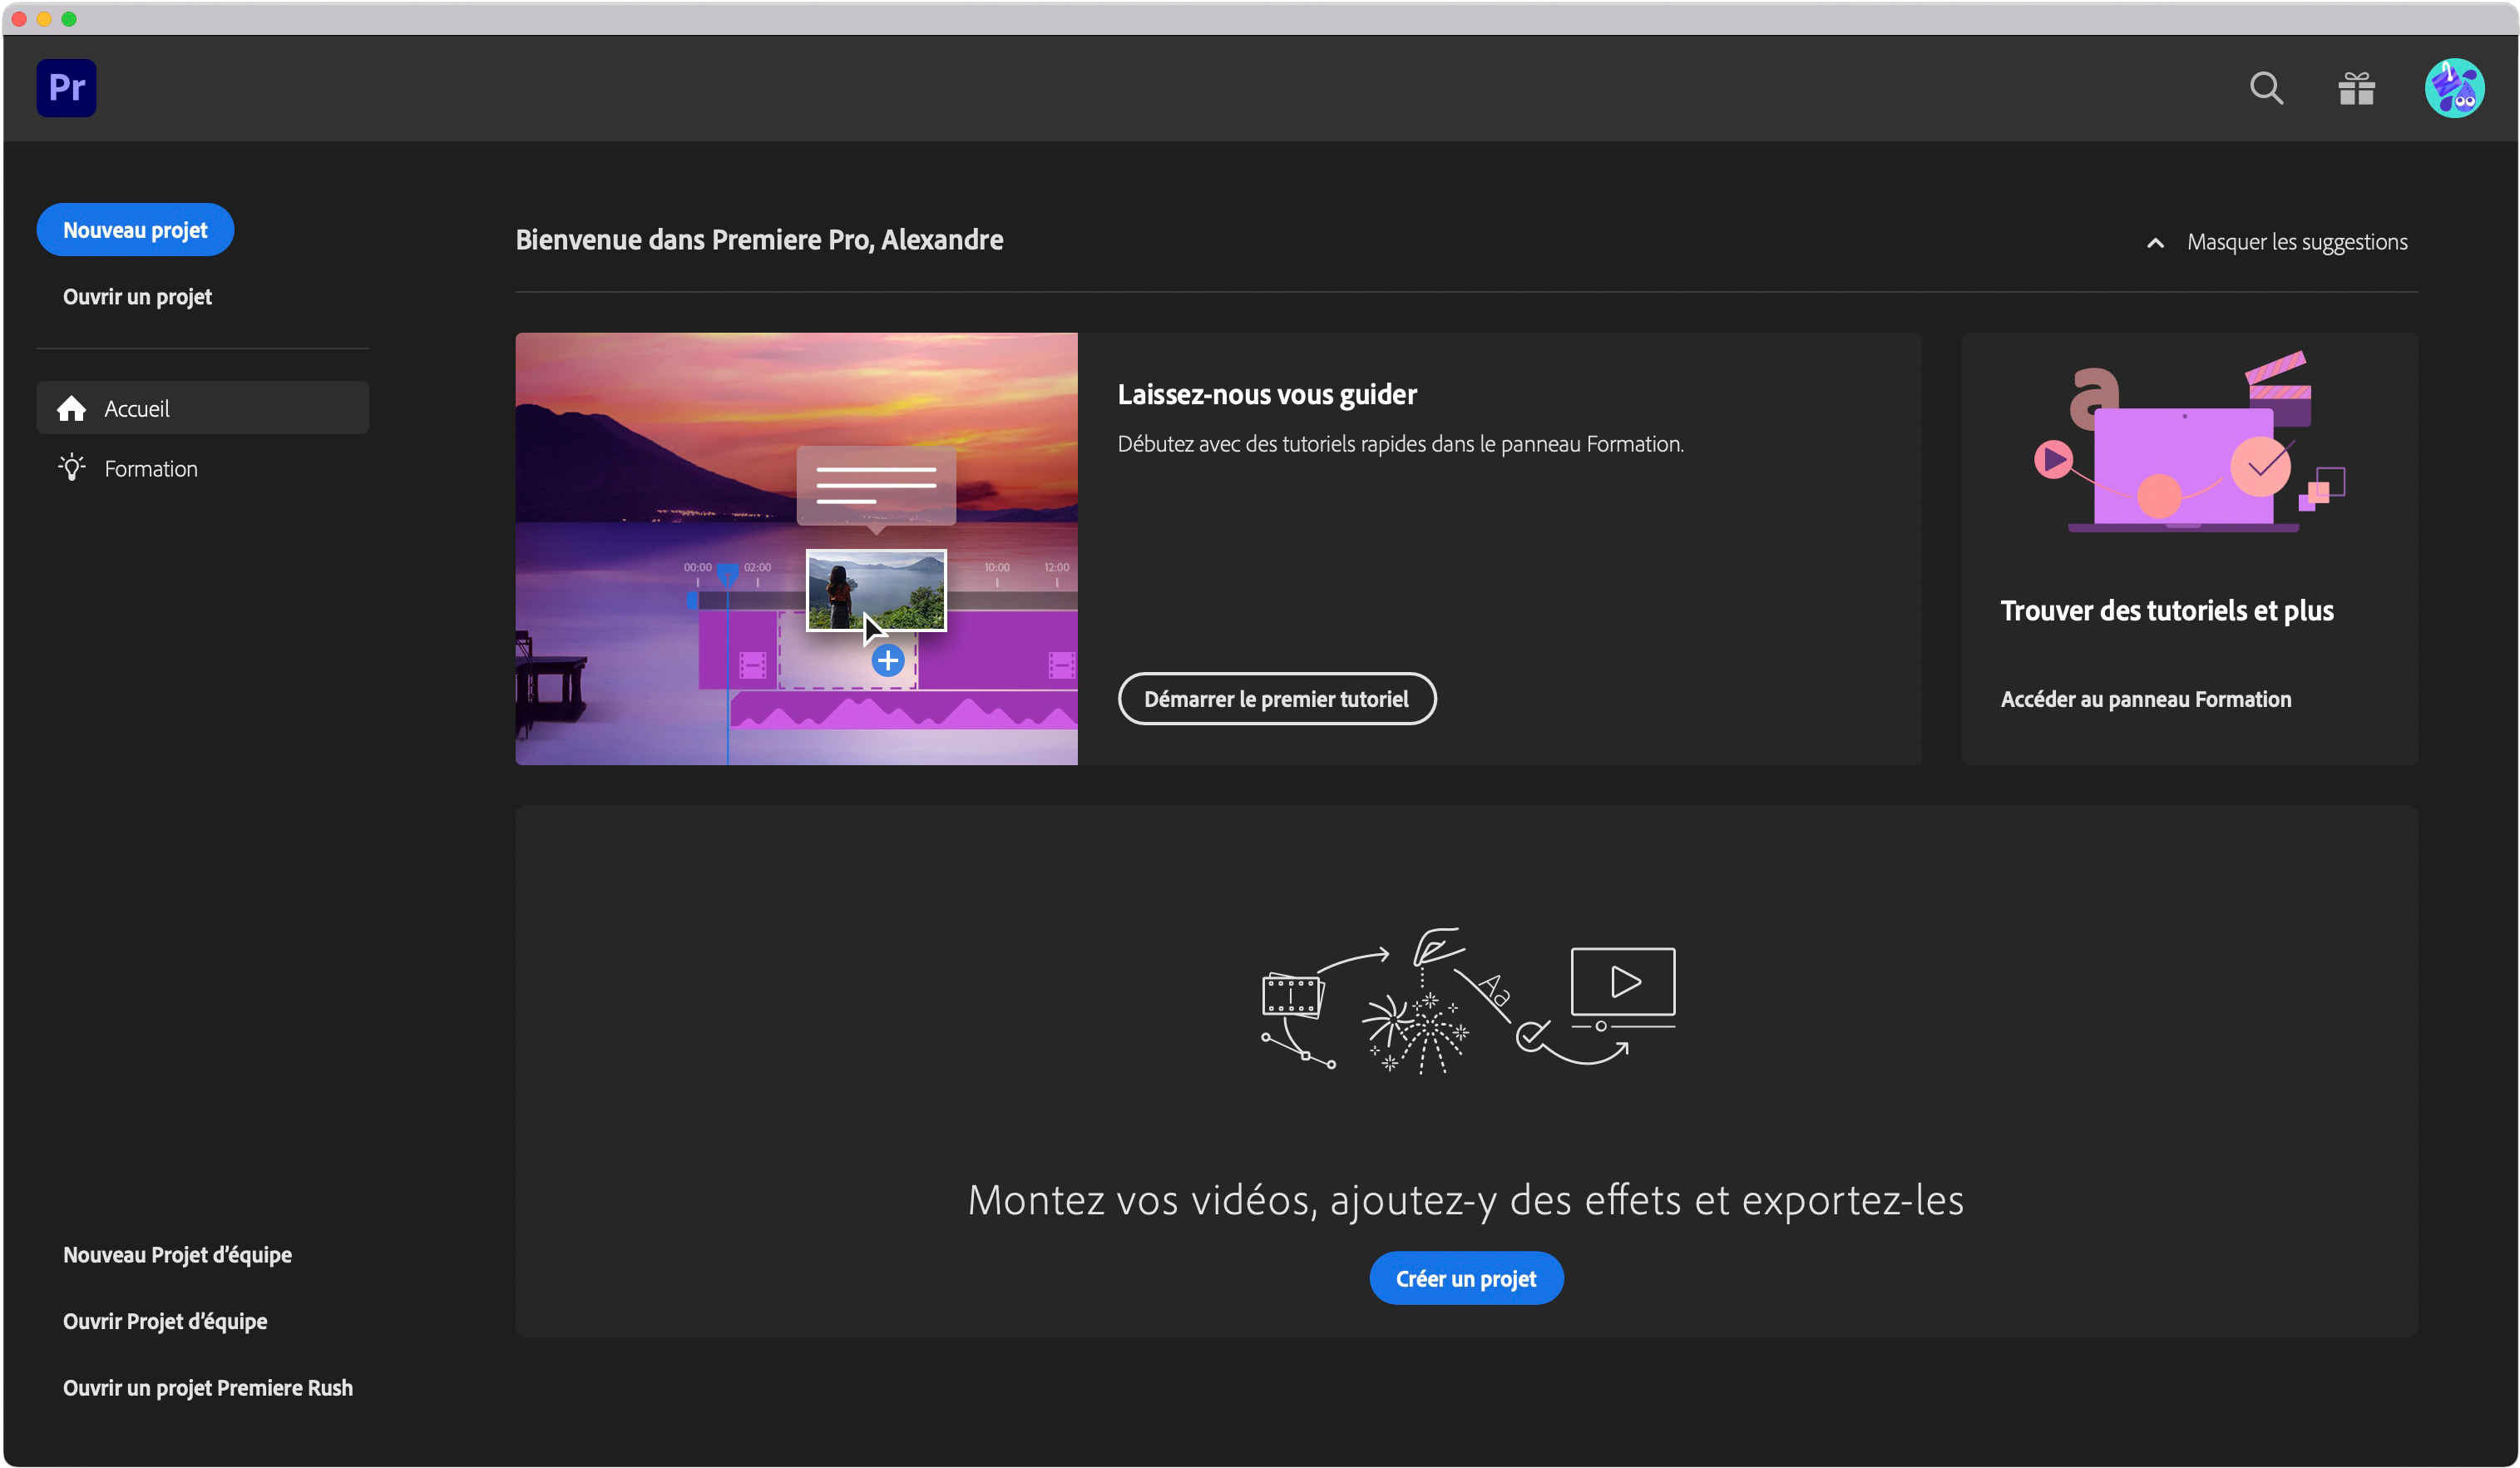 Pr
Nouveau projet
Ouvrir un projet
Accueil
Formation
Bienvenue dans Premiere Pro, Alexandre
Masquer les suggestions
00:00 02:00 10:00 12:00
Laissez-nous vous guider
Débutez avec des tutoriels rapides dans le panneau Formation.
Démarrer le premier tutoriel
a
Trouver des tutoriels et plus
Accéder au panneau Formation
Aa
Montez vos vidéos, ajoutez-y des effets et exportez-les
Créer un projet
Nouveau Projet d’équipe
Ouvrir Projet d’équipe
Ouvrir un projet Premiere Rush